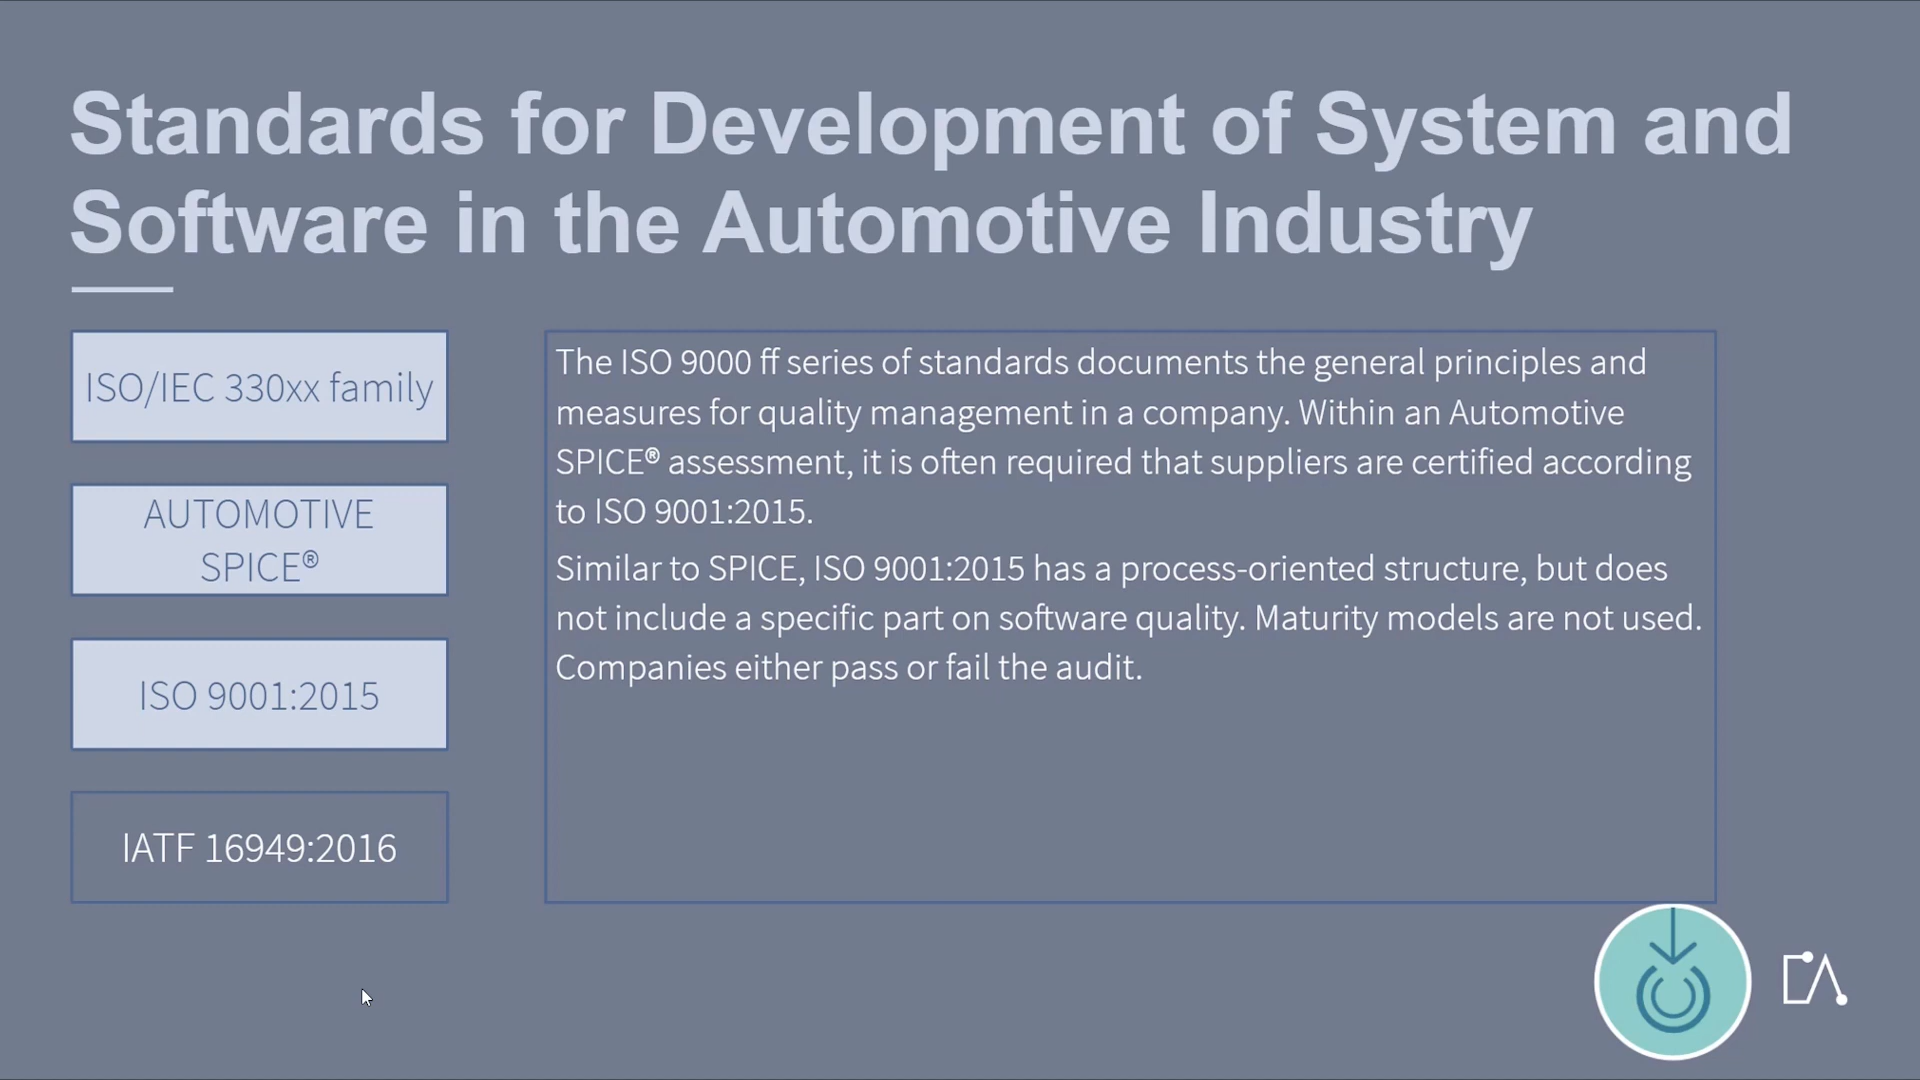 Standards for Development of System and
Software in the Automotive Industry
ISO/IEC 330xx family
AUTOMOTIVE
SPICE®
ISO 9001:2015
IATF 16949:2016
The ISO 9000 ff series of standards documents the general principles and
measures for quality management in a company. Within an Automotive
SPICE® assessment, it is often required that suppliers are certified according
to ISO 9001:2015.
Similar to SPICE, ISO 9001:2015 has a process-oriented structure, but does
not include a specific part on software quality. Maturity models are not used.
Companies either pass or fail the audit.